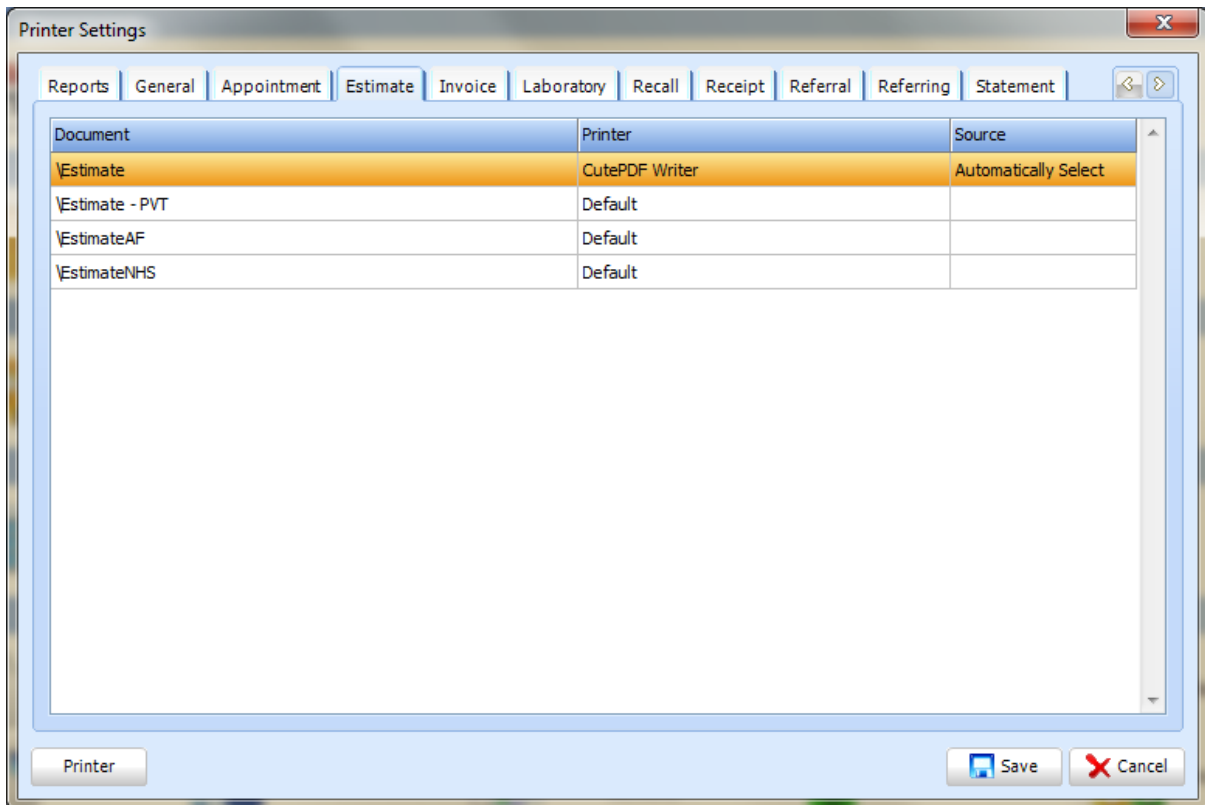 Printer Settings
Reports General Appointment Estimate Invoice Laboratory Recall Receipt Referral Referring Statement
Document Printer Source
\Estimate CutePDF Writer Automatically Select
\Estimate - PVT Default
\EstimateAF Default
\EstimateNHS Default
Printer Save Cancel